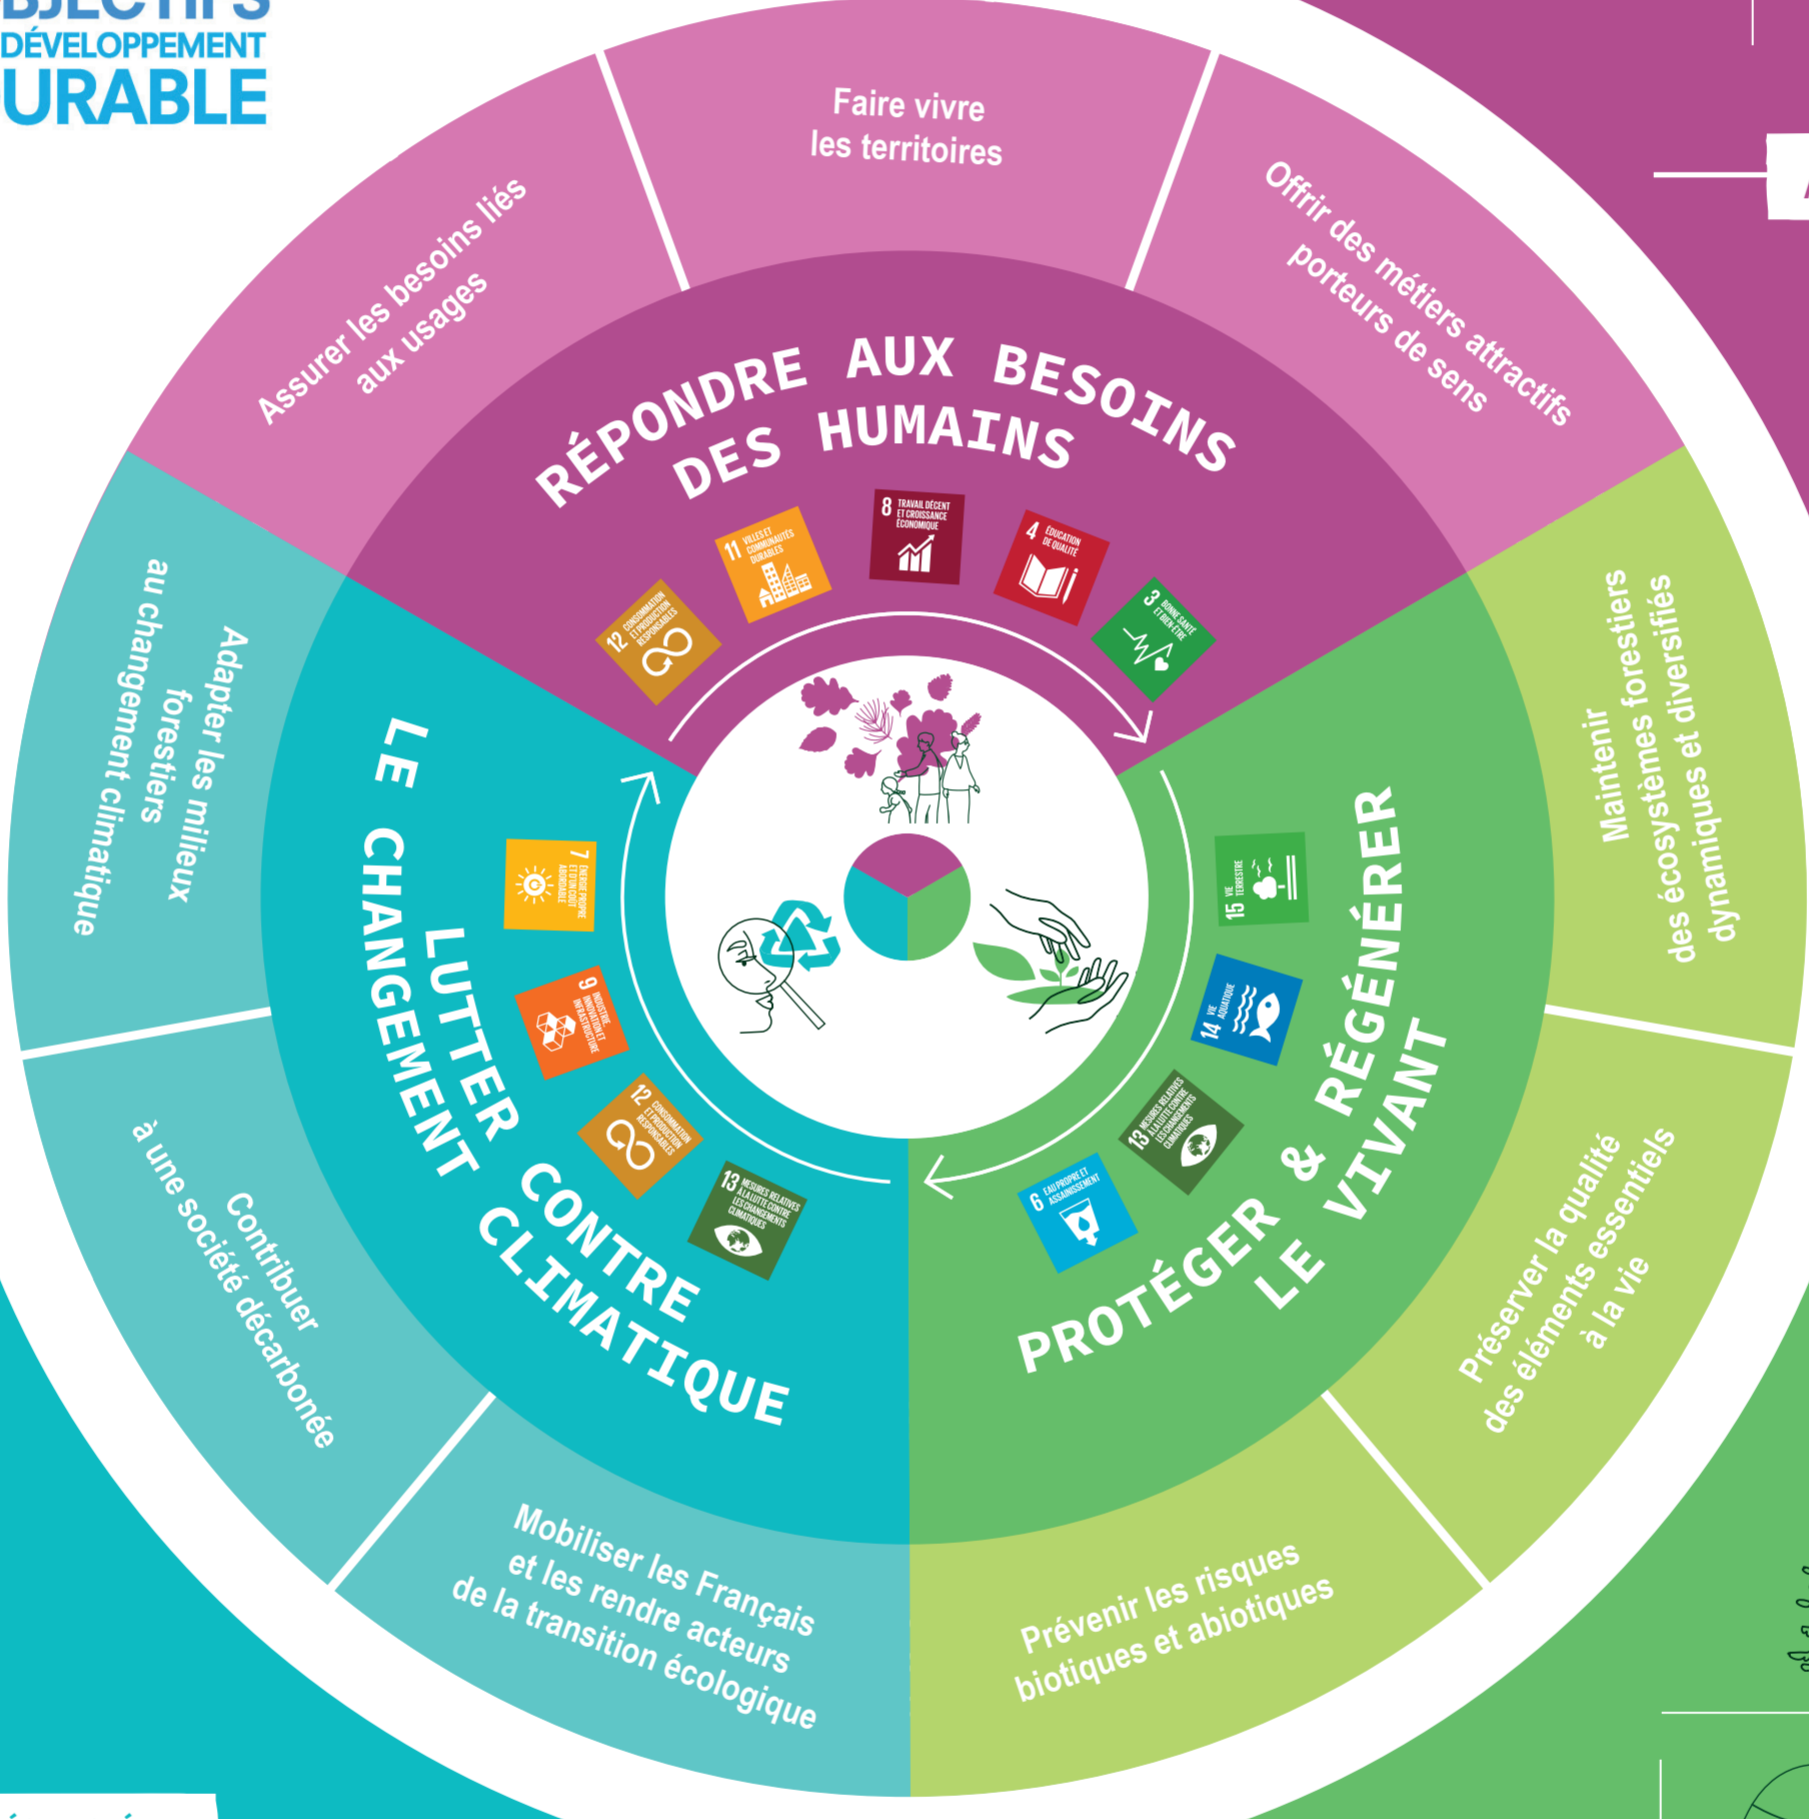 BJECTIFS
DÉVELOPPEMENT
URABLE
Faire vivre
les territoires
Offrir des métiers attractifs
porteurs de sens
Assurer les besoins liés
aux usages
RÉPONDRE AUX BESOINS
DES HUMAINS
12 CONSOMMATION
ET PRODUCTION
RESPONSABLES
11 VILLES ET
COMMUNAUTÉS
DURABLES
8 TRAVAIL DÉCENT
ET CROISSANCE
ÉCONOMIQUE
4 ÉDUCATION
DE QUALITÉ
3 BONNE SANTÉ
ET BIEN-ÊTRE
Maintenir
des écosystèmes forestiers
dynamiques et diversifiés
Préserver la qualité
des éléments essentiels
à la vie
Prévenir les risques
biotiques et abiotiques
PROTÉGER & RÉGÉNÉRER
LE VIVANT
15 VIE
TERRESTRE
14 VIE
AQUATIQUE
13 MESURES RELATIVES
À LA LUTTE CONTRE
LES CHANGEMENTS
CLIMATIQUES
6 EAU PROPRE ET
ASSAINISSEMENT
Mobiliser les Français
et les rendre acteurs
de la transition écologique
Contribuer
à une société décarbonée
Adapter les milieux
forestiers
au changement climatique
LUTTER CONTRE
LE CHANGEMENT CLIMATIQUE
13 MESURES RELATIVES
À LA LUTTE CONTRE
LES CHANGEMENTS
CLIMATIQUES
12 CONSOMMATION
ET PRODUCTION
RESPONSABLES
9 INDUSTRIE,
INNOVATION ET
INFRASTRUCTURE
7 ÉNERGIE PROPRE
ET D'UN COÛT
ABORDABLE